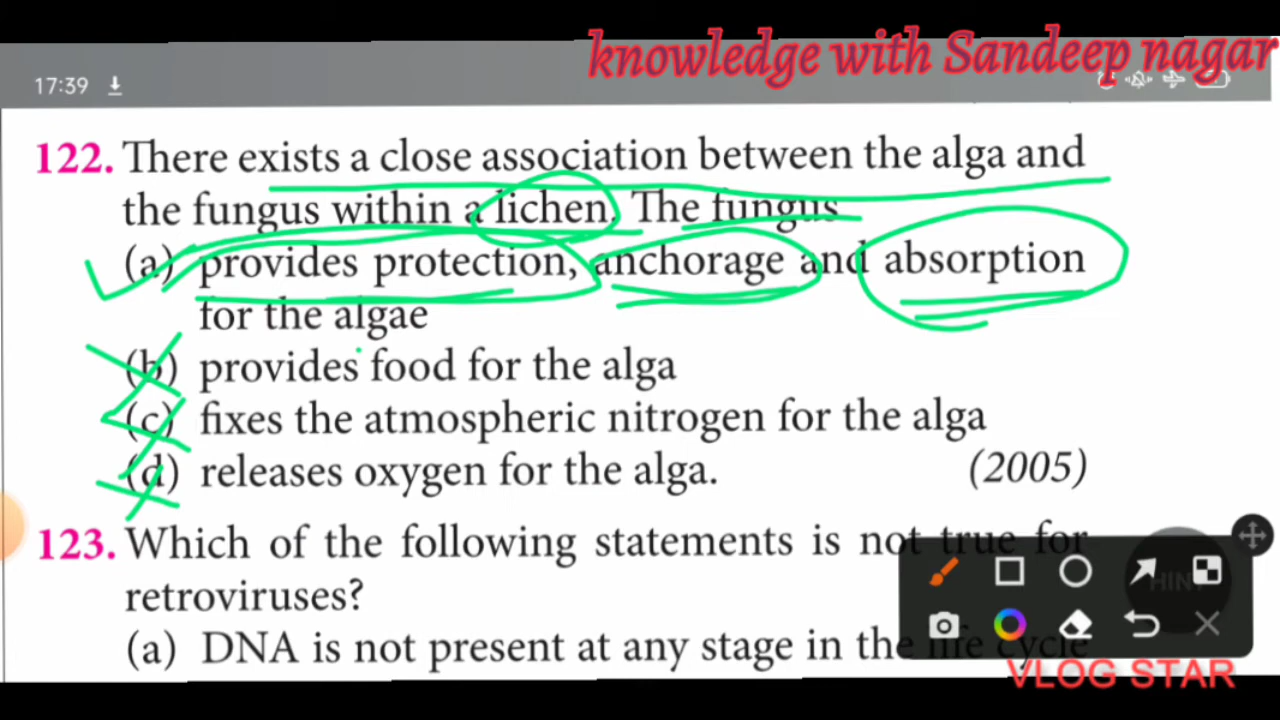 knowledge with Sandeep nagar
17:39
122. There exists a close association between the alga and
the fungus within a lichen. The fungus
(a) provides protection, anchorage and absorption
for the algae
(b) provides food for the alga
(c) fixes the atmospheric nitrogen for the alga
(d) releases oxygen for the alga. (2005)
123. Which of the following statements is not true for
retroviruses?
HINT
(a) DNA is not present at any stage in the life cycle
VLOG STAR